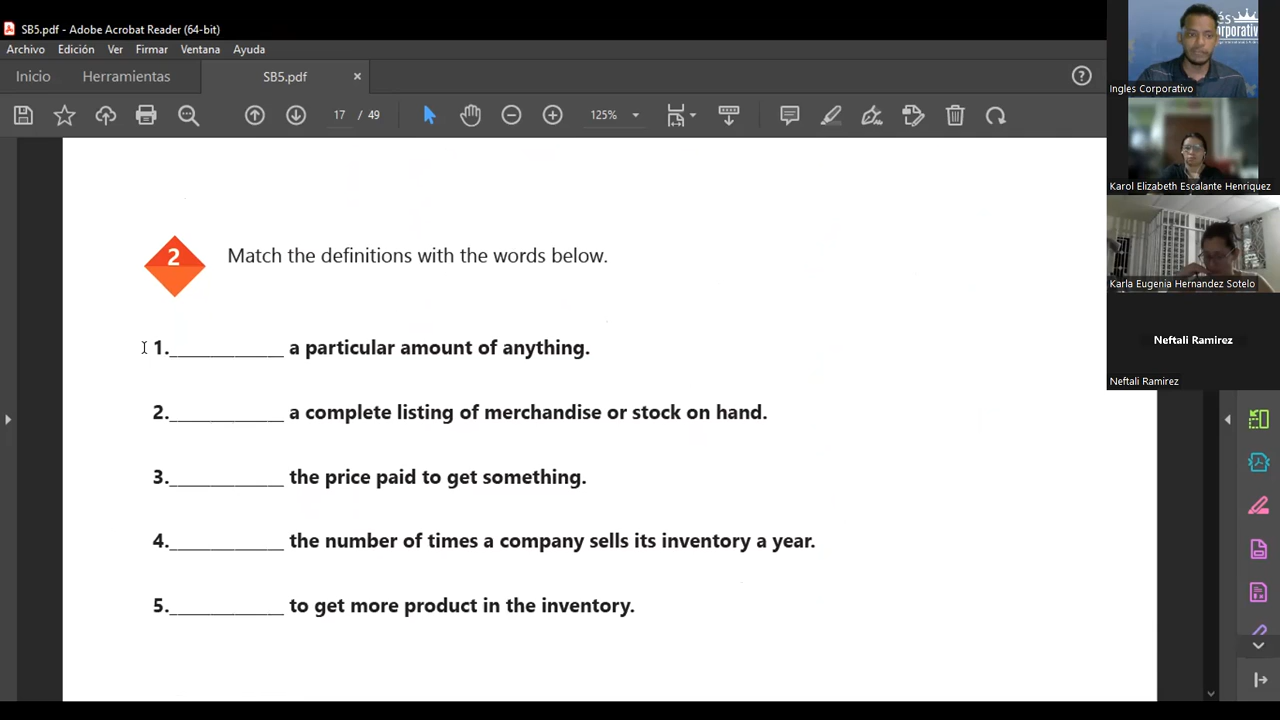 SB5.pdf - Adobe Acrobat Reader (64-bit)
Archivo Edición Ver Firmar Ventana Ayuda
Inicio Herramientas SB5.pdf ×
17 / 49 125%
2 Match the definitions with the words below.
1.____________ a particular amount of anything.
2.____________ a complete listing of merchandise or stock on hand.
3.____________ the price paid to get something.
4.____________ the number of times a company sells its inventory a year.
5.____________ to get more product in the inventory.
Ingles Corporativo
Karol Elizabeth Escalante Henriquez
Karla Eugenia Hernandez Sotelo
Neftali Ramirez
Neftali Ramirez